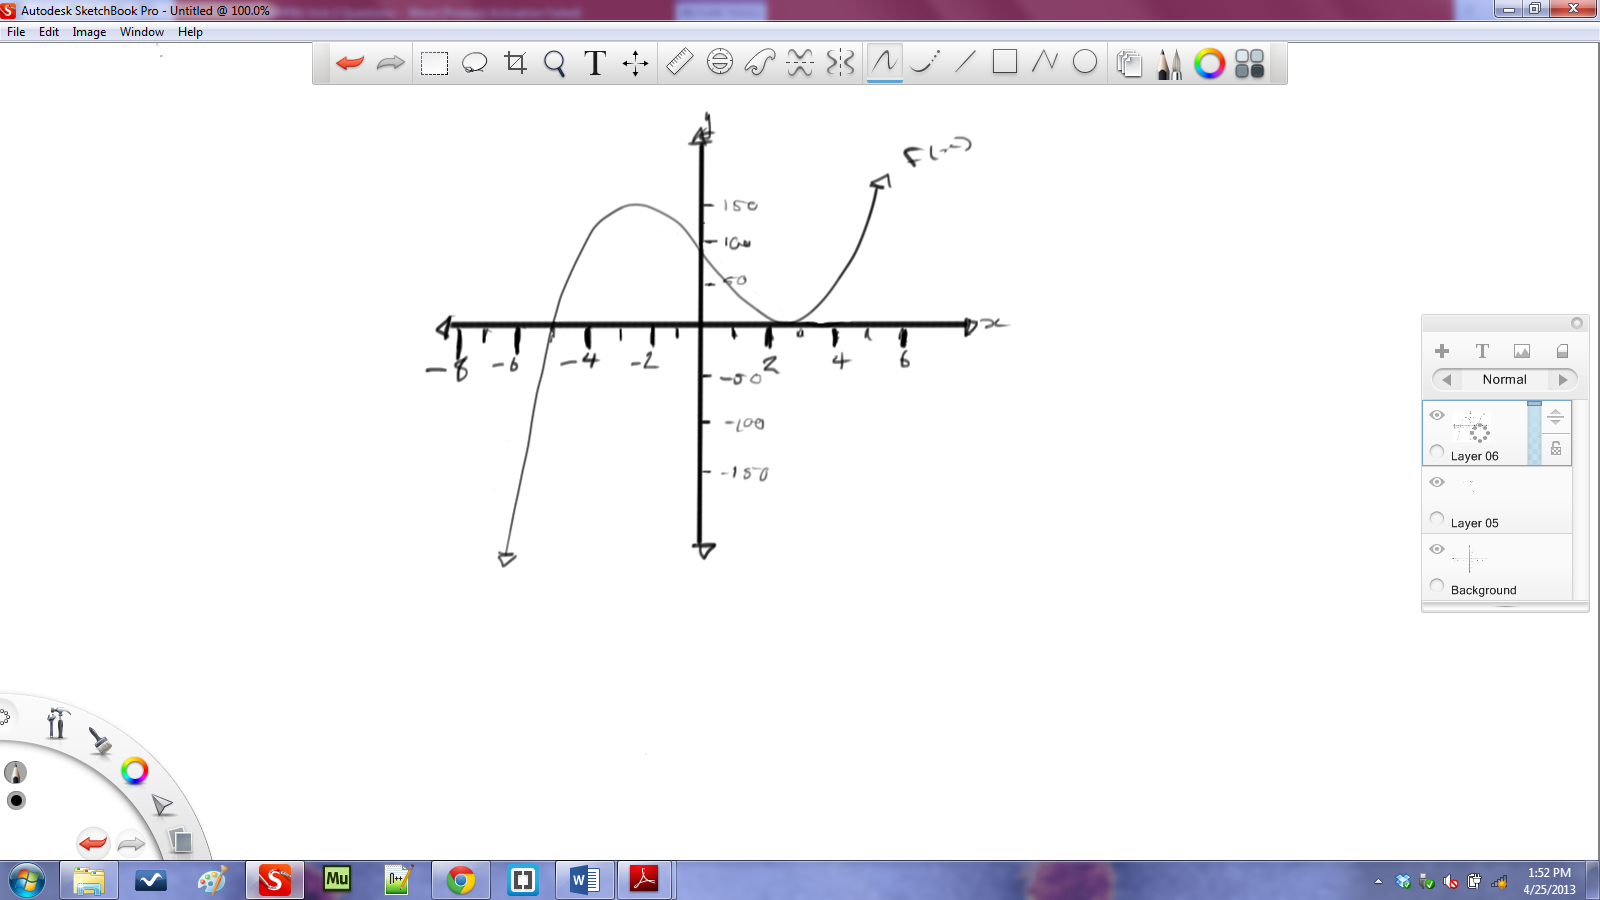 Autodesk SketchBook Pro - Untitled @ 100.0%
File Edit Image Window Help
T
y
F(x)
150
100
50
x
-8 -6 -4 -2 2 4 6
-50
-100
-150
T
Normal
Layer 06
Layer 05
Background
Mu
W
1:52 PM
4/25/2013